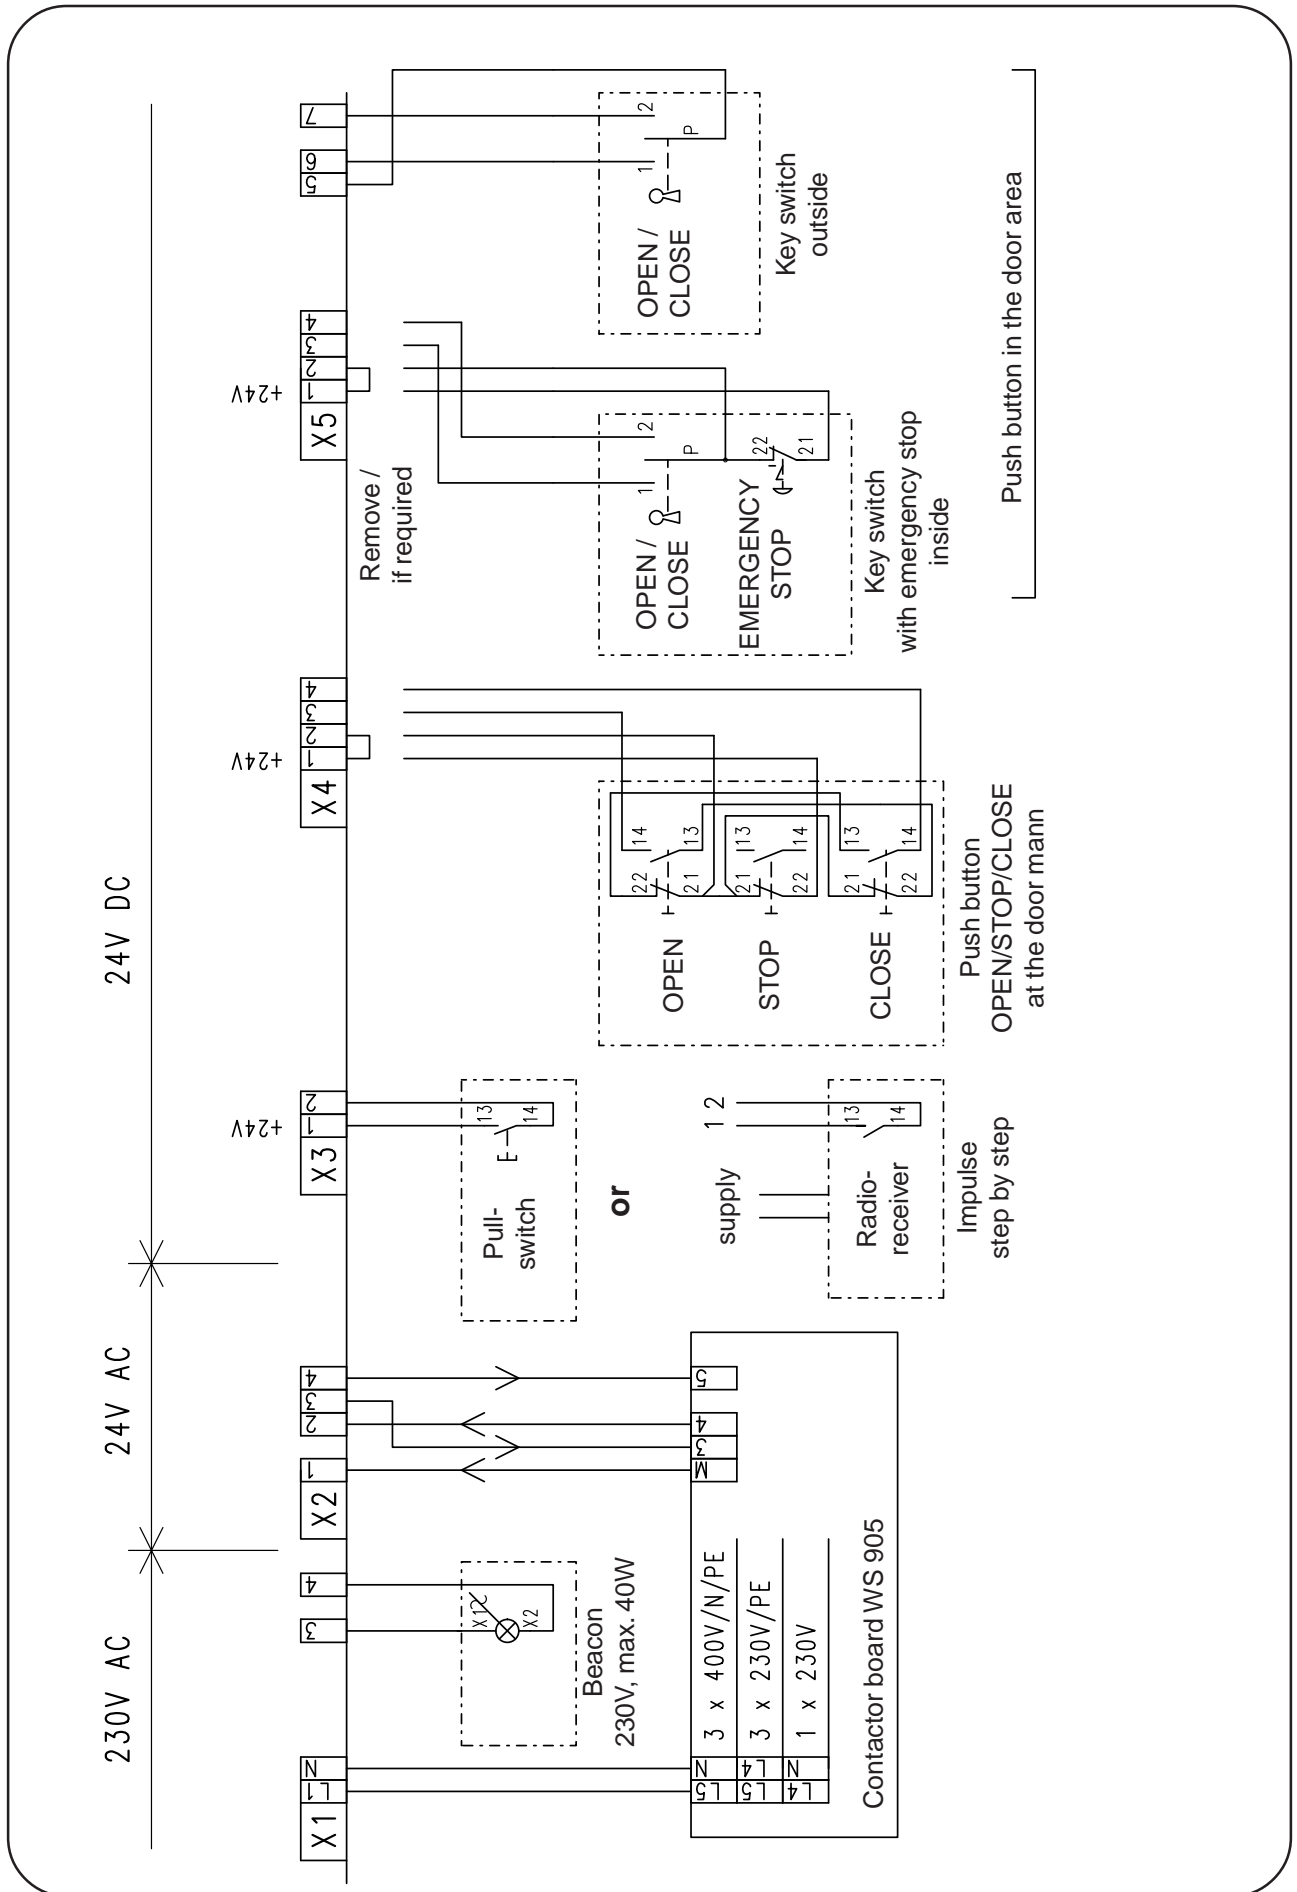 230V AC
24V AC
24V DC
X1
L1
N
3
4
X2
1
2
3
4
X3
+24V
1
2
X4
+24V
1
2
3
4
X5
+24V
1
2
3
4
5
6
7
Remove /
if required
X1
X2
Beacon
230V, max. 40W
L5
N
3 x 400V/N/PE
L5
L4
3 x 230V/PE
L4
N
1 x 230V
M
3
4
5
Contactor board WS 905
13
14
Pull-
switch
or
supply
1 2
13
14
Radio-
receiver
Impulse
step by step
22
14
21
13
OPEN
21
13
22
14
STOP
21
13
22
14
CLOSE
Push button
OPEN/STOP/CLOSE
at the door mann
1
2
P
OPEN /
CLOSE
22
21
EMERGENCY
STOP
Key switch
with emergency stop
inside
1
2
P
OPEN /
CLOSE
Key switch
outside
Push button in the door area